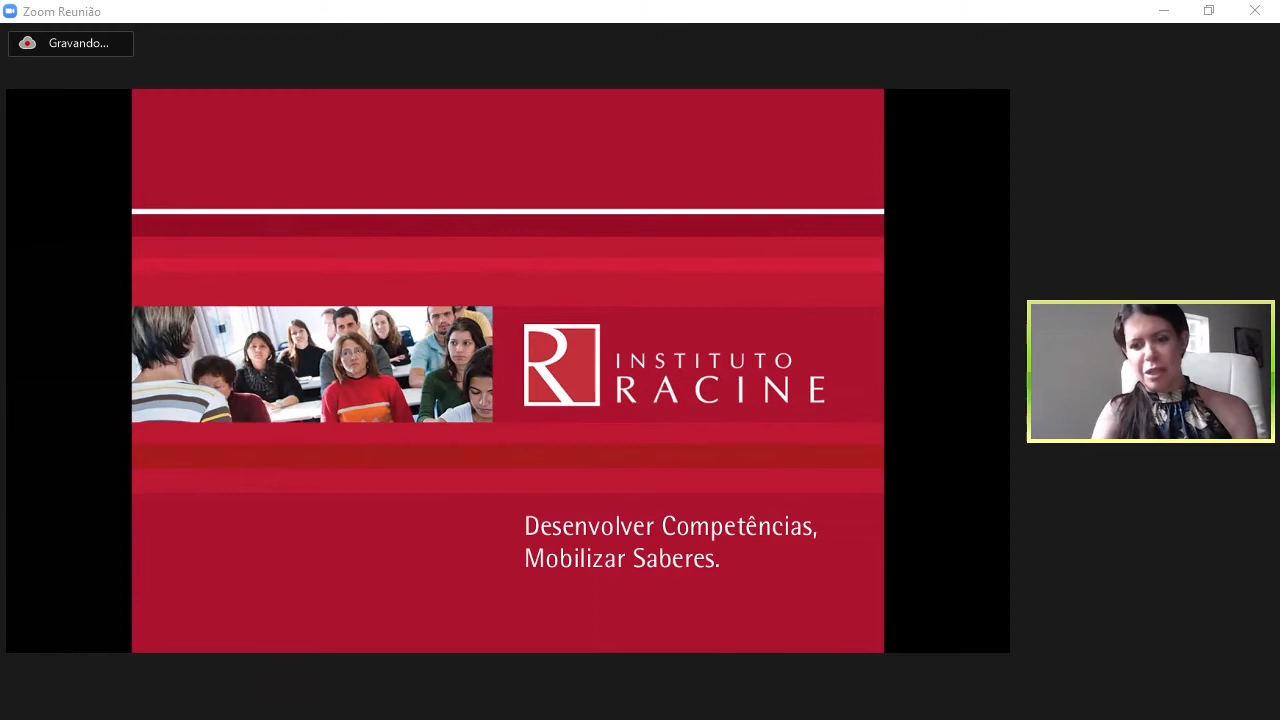 Zoom Reunião
Gravando...
R
INSTITUTO
RACINE
Desenvolver Competências,
Mobilizar Saberes.